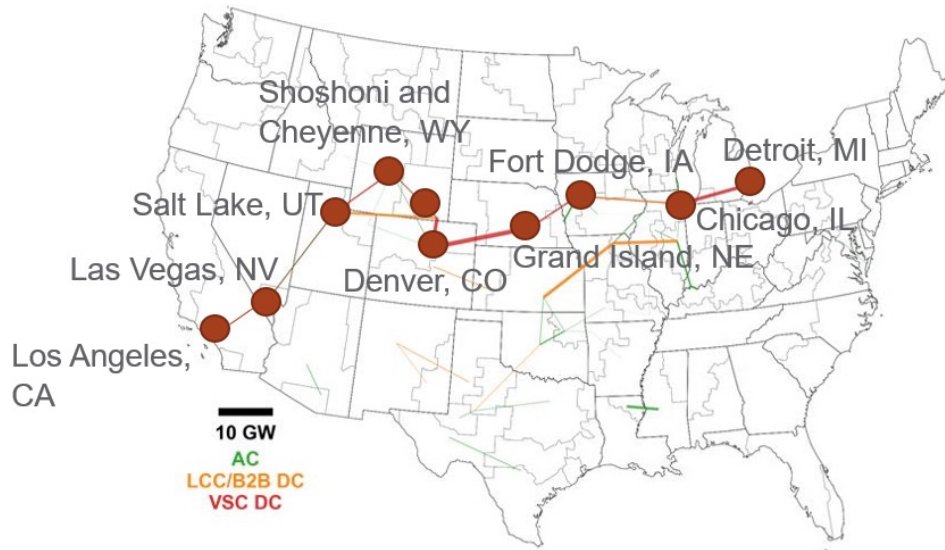 Shoshoni and
Cheyenne, WY
Fort Dodge, IA
Detroit, MI
Salt Lake, UT
Chicago, IL
Las Vegas, NV
Denver, CO
Grand Island, NE
Los Angeles,
CA
10 GW
AC
LCC/B2B DC
VSC DC